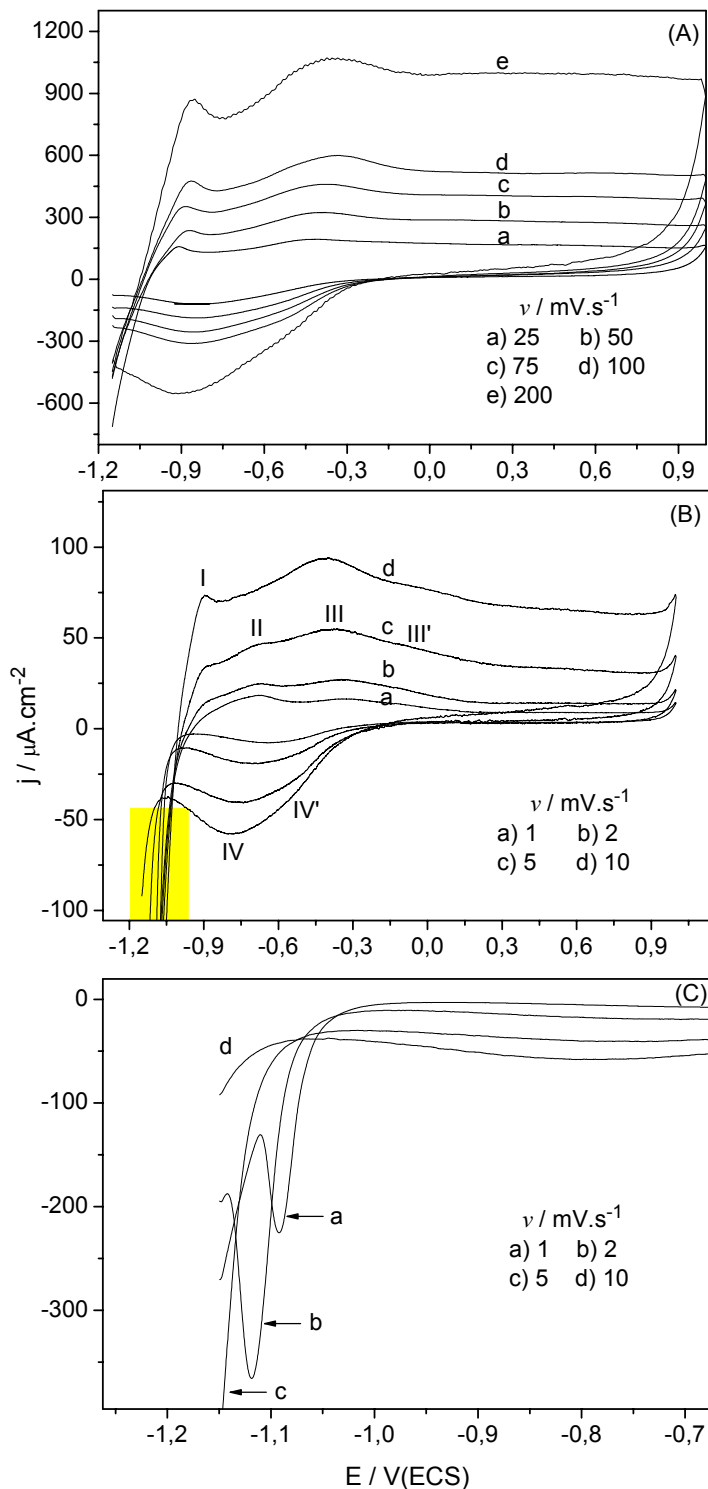 (A)
1200
900
600
300
0
-300
-600
e
d
c
b
a
ν / mV.s-1
a) 25 b) 50
c) 75 d) 100
e) 200
-1,2 -0,9 -0,6 -0,3 0,0 0,3 0,6 0,9
(B)
100
50
0
-50
-100
I
II
III
III'
d
c
b
a
IV
IV'
ν / mV.s-1
a) 1 b) 2
c) 5 d) 10
j / μA.cm-2
-1,2 -0,9 -0,6 -0,3 0,0 0,3 0,6 0,9
(C)
0
-100
-200
-300
d
a
b
c
ν / mV.s-1
a) 1 b) 2
c) 5 d) 10
-1,2 -1,1 -1,0 -0,9 -0,8 -0,7
E / V(ECS)